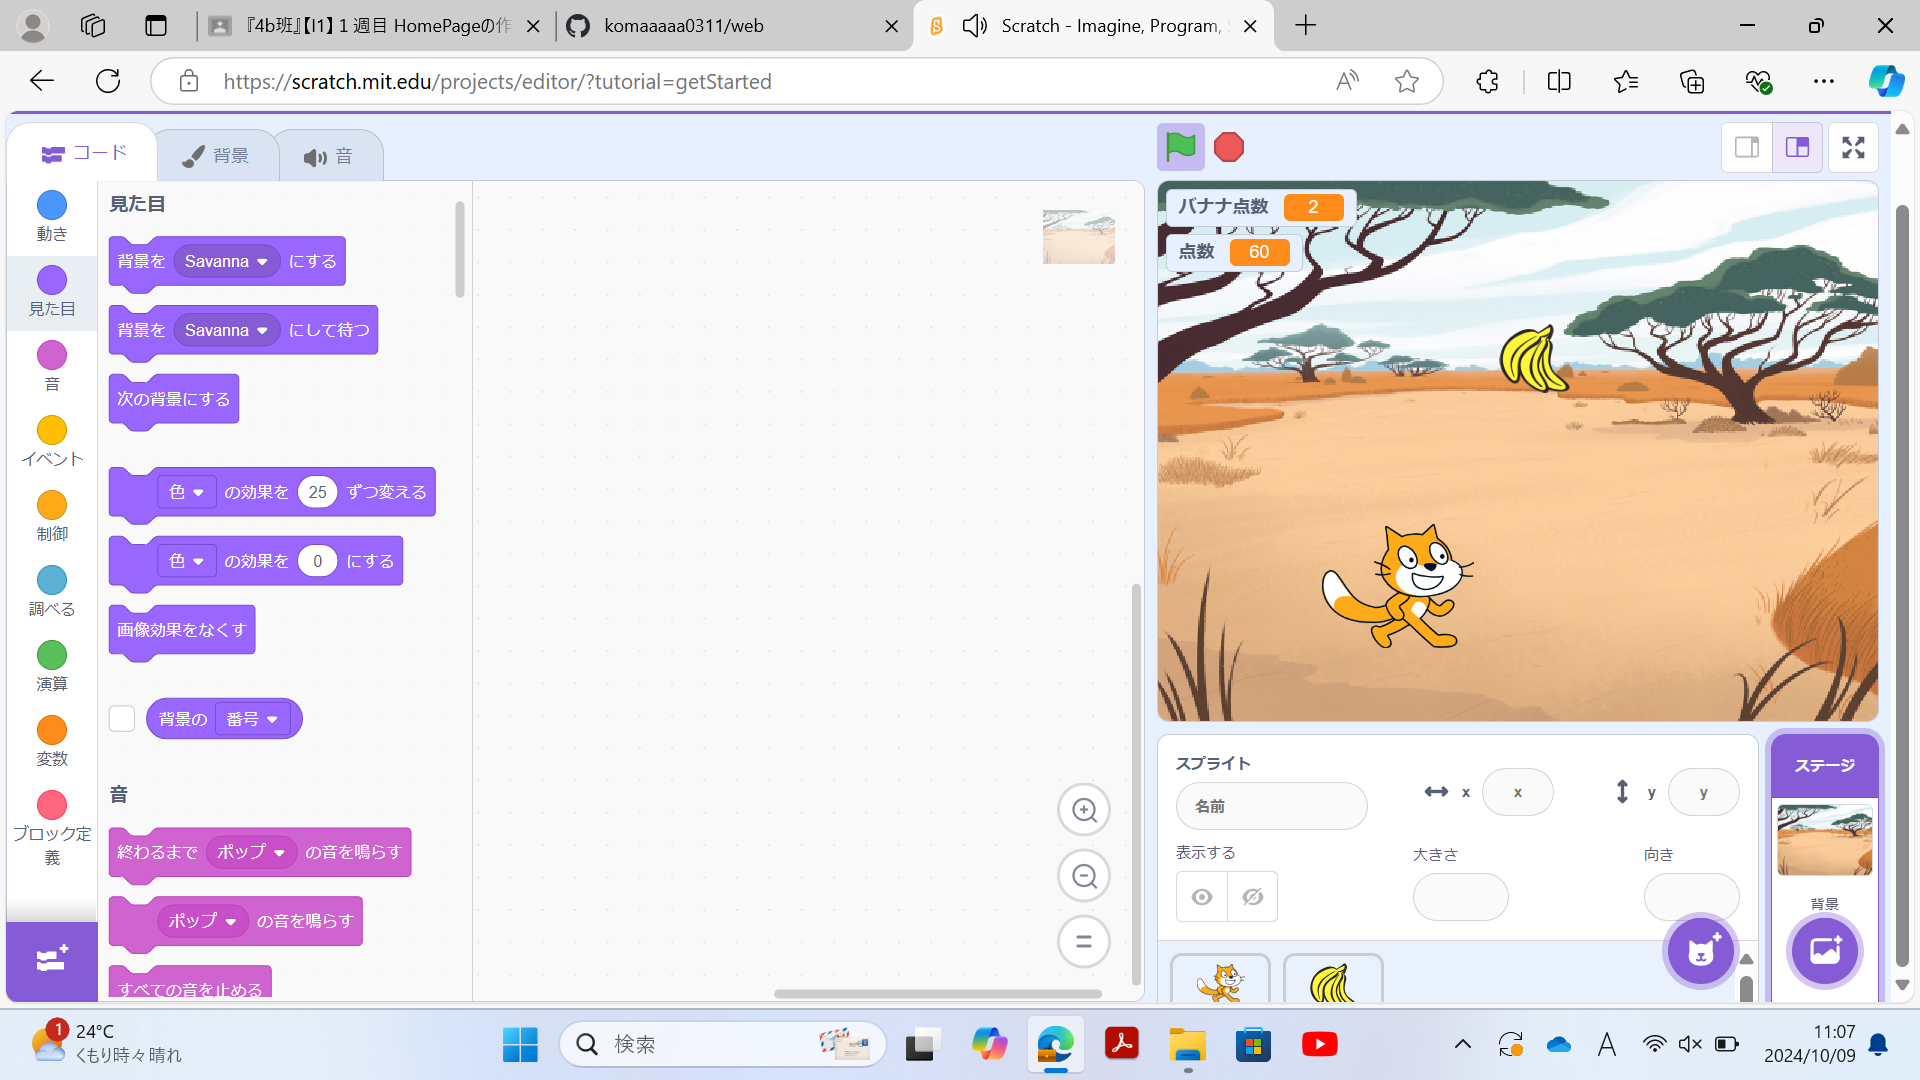 『4b班』【I1】１週目 HomePageの作
komaaaaa0311/web
Scratch - Imagine, Program,
https://scratch.mit.edu/projects/editor/?tutorial=getStarted
コード
背景
音
動き
見た目
音
イベント
制御
調べる
演算
変数
ブロック定
義
見た目
背景を Savanna にする
背景を Savanna にして待つ
次の背景にする
色 の効果を 25 ずつ変える
色 の効果を 0 にする
画像効果をなくす
背景の 番号
音
終わるまで ポップ の音を鳴らす
ポップ の音を鳴らす
すべての音を止める
バナナ点数 2
点数 60
スプライト
名前
x x
y y
表示する
大きさ
向き
ステージ
背景
1
24°C
くもり時々晴れ
検索
A
11:07
2024/10/09